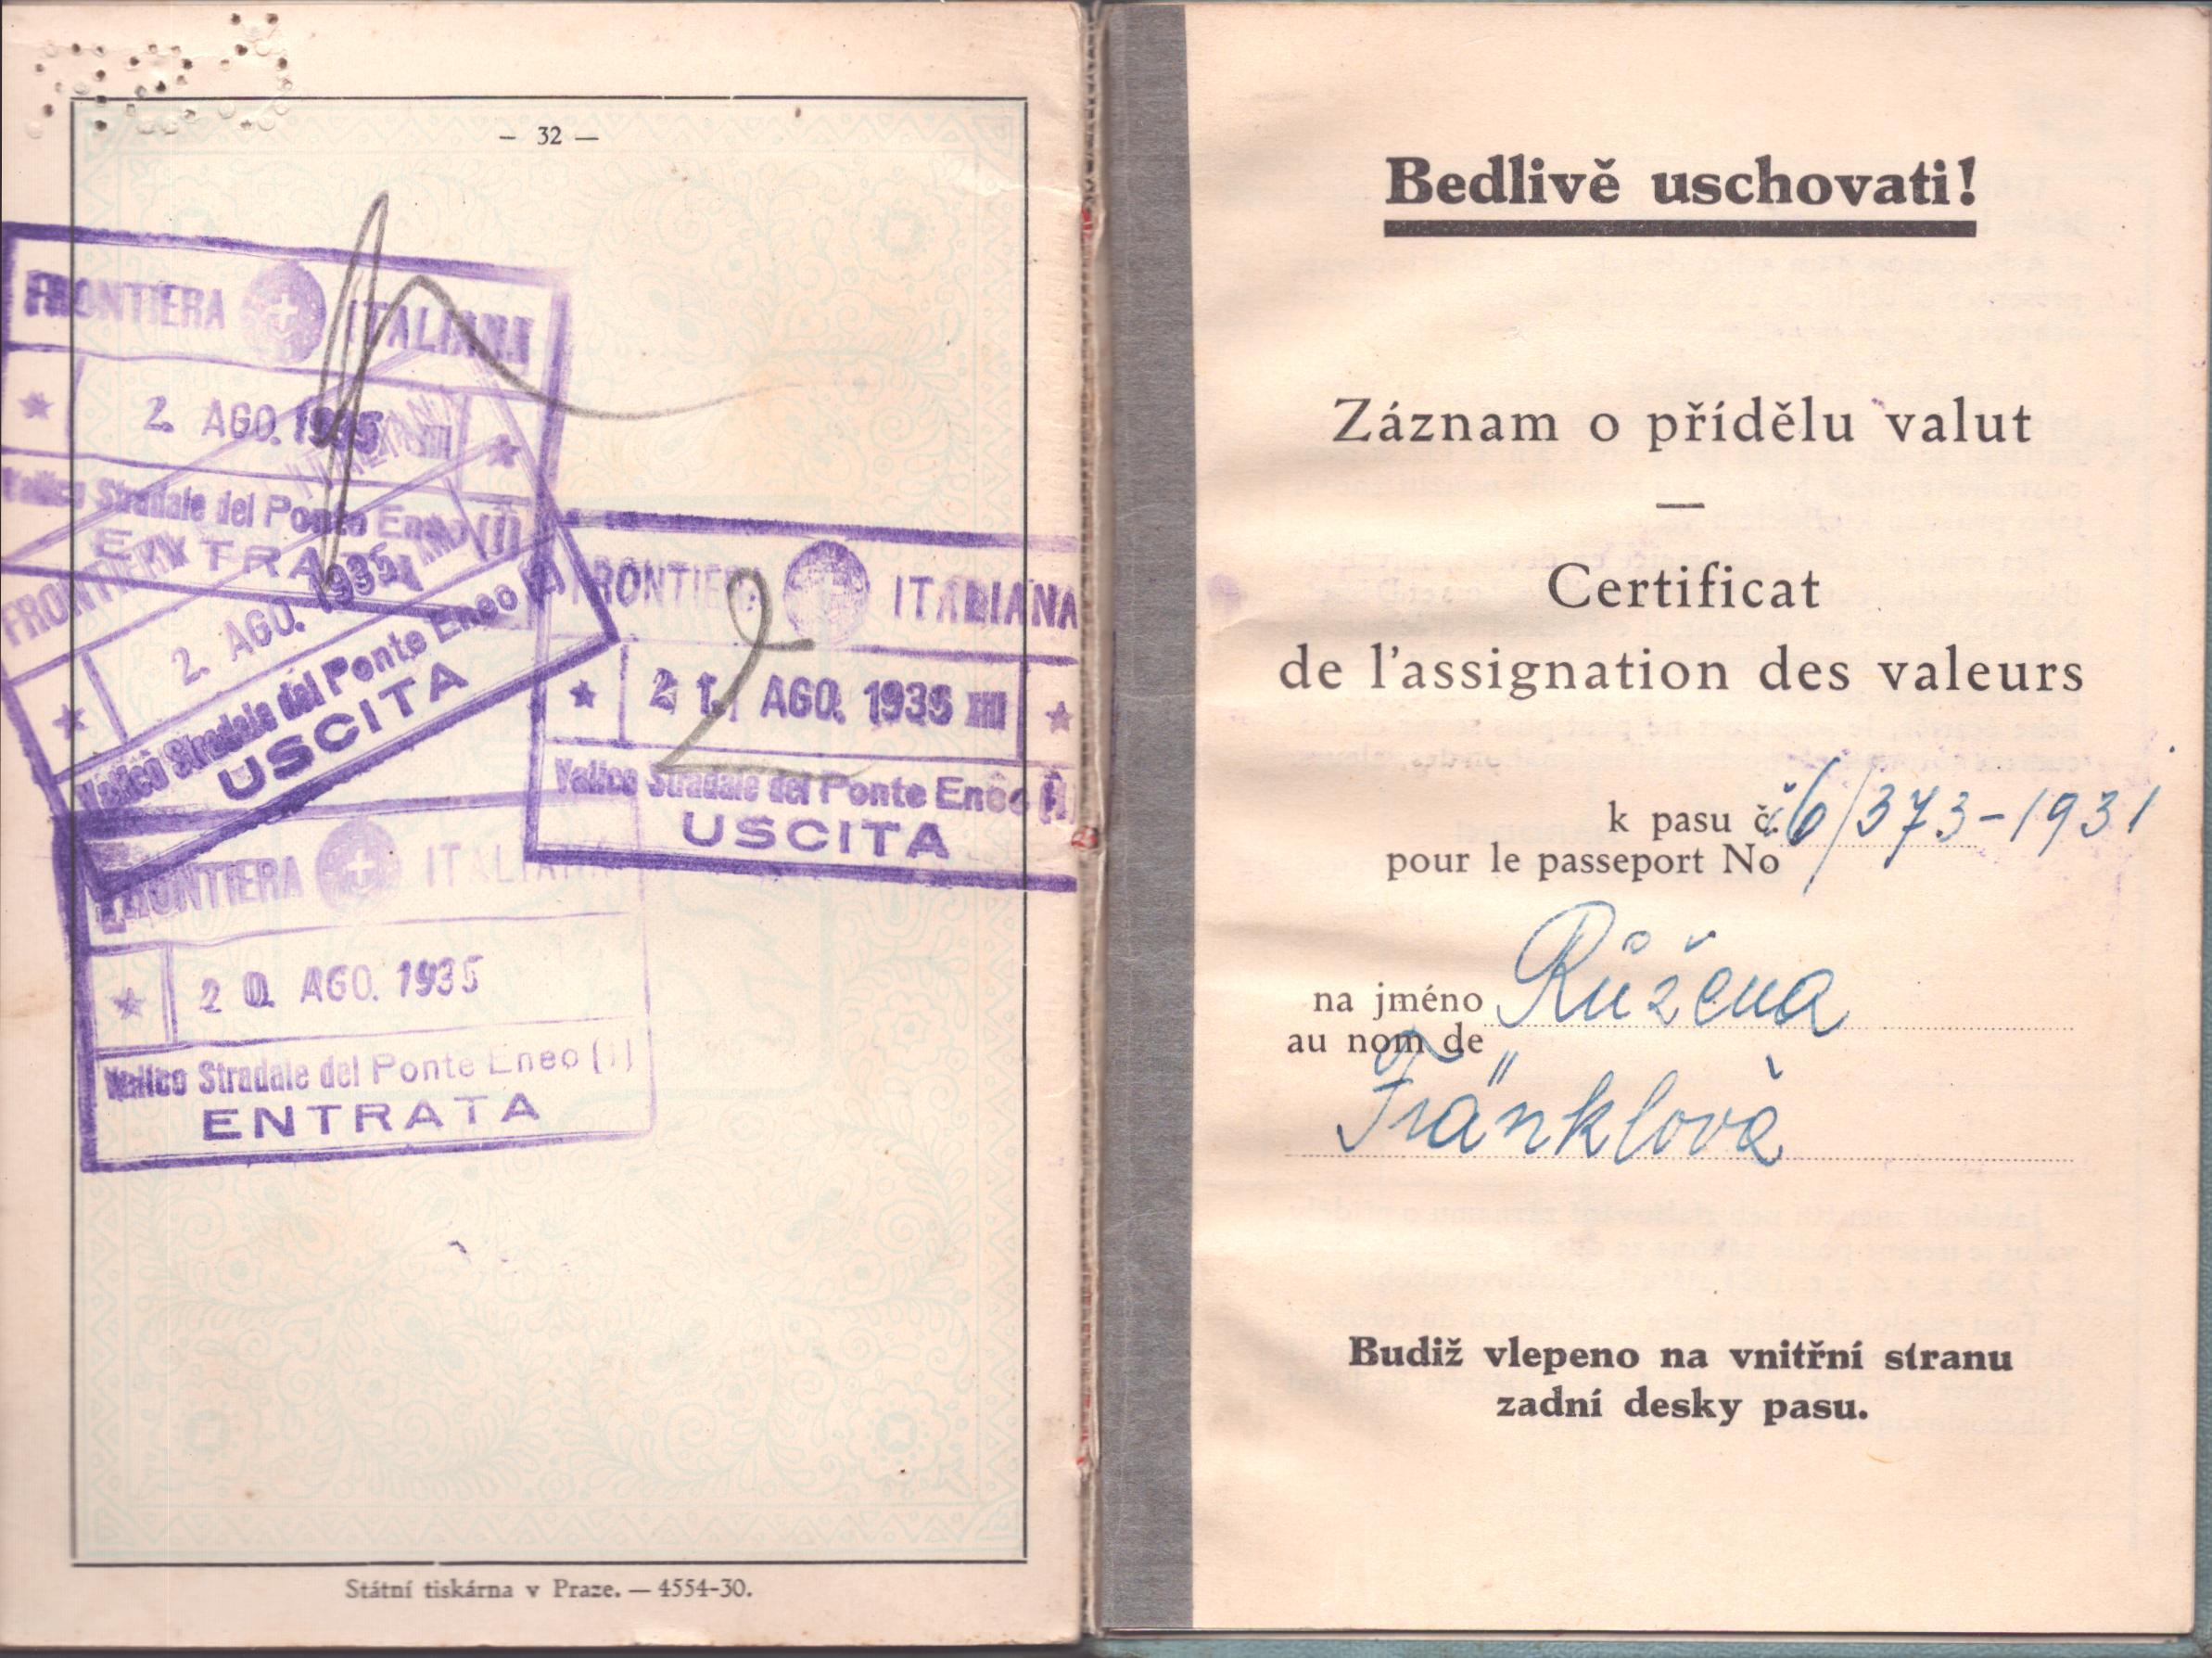 — 32 —
FRONTIERA ITALIANA
2. AGO. 1935
Valico Stradale del Ponte Eneo (I)
ENTRA
FRONTIERA
2. AGO. 1935
Valico Stradale del Ponte Eneo
USCITA
FRONTIERA ITALIANA
21. AGO. 1935 XIII
Valico Stradale del Ponte Eneo (I)
USCITA
FRONTIERA ITALIANA
20. AGO. 1935
Valico Stradale del Ponte Eneo (I)
ENTRATA
Státní tiskárna v Praze. — 4554-30.
Bedlivě uschovati!
Záznam o přídělu valut
—
Certificat
de l'assignation des valeurs
k pasu č. 6/373-1931
pour le passeport No
na jméno Růžena
au nom de
Fränklová
Budiž vlepeno na vnitřní stranu
zadní desky pasu.